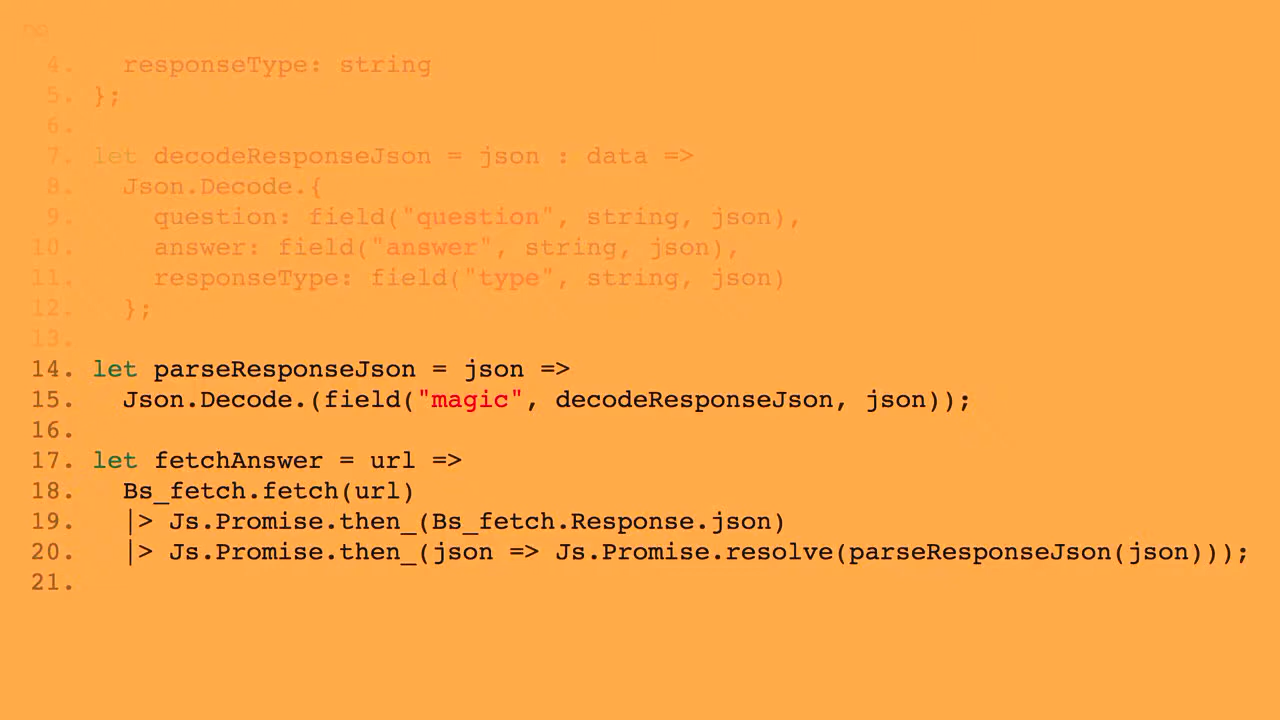 4.   responseType: string
5. };
6.
7. let decodeResponseJson = json : data =>
8.   Json.Decode.{
9.     question: field("question", string, json),
10.     answer: field("answer", string, json),
11.     responseType: field("type", string, json)
12.   };
13.
14. let parseResponseJson = json =>
15.   Json.Decode.(field("magic", decodeResponseJson, json));
16.
17. let fetchAnswer = url =>
18.   Bs_fetch.fetch(url)
19.   |> Js.Promise.then_(Bs_fetch.Response.json)
20.   |> Js.Promise.then_(json => Js.Promise.resolve(parseResponseJson(json)));
21.